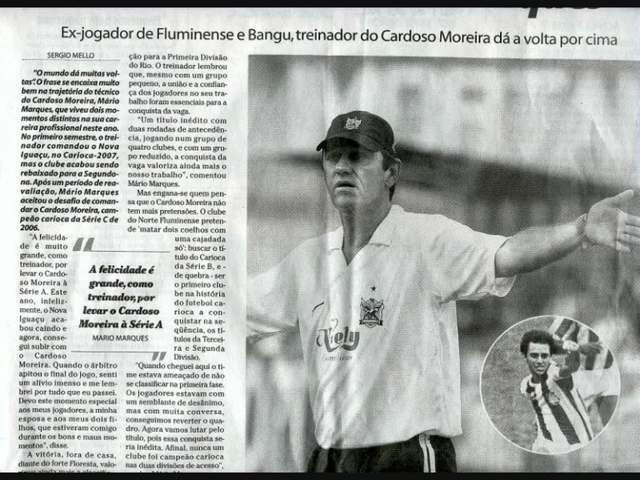 Ex-jogador de Fluminense e Bangu, treinador do Cardoso Moreira dá a volta por cima
SERGIO MELLO
"O mundo dá muitas vol-
tas". O frase se encaixa muito
bem na trajetória do técnico
do Cardoso Moreira, Mário
Marques, que viveu dois mo-
mentos distintos na sua car-
reira profissional neste ano.
No primeiro semestre, o trei-
nador comandou o Nova
Iguaçu, no Carioca-2007,
mas o clube acabou sendo
rebaixado para a Segundo-
na. Após um período de rea-
valiação, Mário Marques
aceitou o desafio de coman-
dar o Cardoso Moreira, cam-
peão carioca da Série C de
2006.
"A felicida-
de é muito
grande, como
treinador, por
levar o Cardo-
so Moreira à
Série A. Este
ano, infeliz-
mente, o Nova
Iguaçu aca-
bou caindo e
agora, conse-
gui subir com
o Cardoso
Moreira. Quando o árbitro
apitou o final do jogo, senti
um alívio imenso e me lem-
brei por tudo que eu passei.
Devo este momento especial
aos meus jogadores, a minha
esposa e aos meus dois fi-
lhos, que estiveram comigo
durante os bons e maus mo-
mentos", disse.
A vitória, fora de casa,
diante do forte Floresta, valeu
"
A felicidade é
grande, como
treinador, por
levar o Cardoso
Moreira à Série A
MARIO MARQUES
"
ção para a Primeira Divisão
do Rio. O treinador lembrou
que, mesmo com um grupo
pequeno, a união e a confian-
ça dos jogadores no seu tra-
balho foram essenciais para a
conquista da vaga.
"Um título inédito com
duas rodadas de antecedên-
cia, jogando num grupo de
quatro clubes, e com um gru-
po reduzido, a conquista da
vaga valoriza ainda mais o
nosso trabalho", comentou
Mário Marques.
Mas engana-se quem pen-
sa que o Cardoso Moreira não
tem mais pretensões. O clube
do Norte Fluminense preten-
de 'matar dois coelhos com
uma cajadada
só': buscar o tí-
tulo do Carioca
da Série B, e - 
de quebra - ser
o primeiro clu-
be na história
do futebol cari-
oca a con-
quistar na se-
qüência, os tí-
tulos da Tercei-
ra e Segunda
Divisão.
"Quando cheguei aqui o ti-
me estava ameaçado de não
se classificar na primeira fase.
Os jogadores estavam com
um semblante de desânimo,
mas com muita conversa,
conseguimos reverter o qua-
dro. Agora vamos lutar pelo
título, pois essa conquista se-
ria inédita. Afinal, nunca um
clube foi campeão carioca
nas duas divisões de acesso",